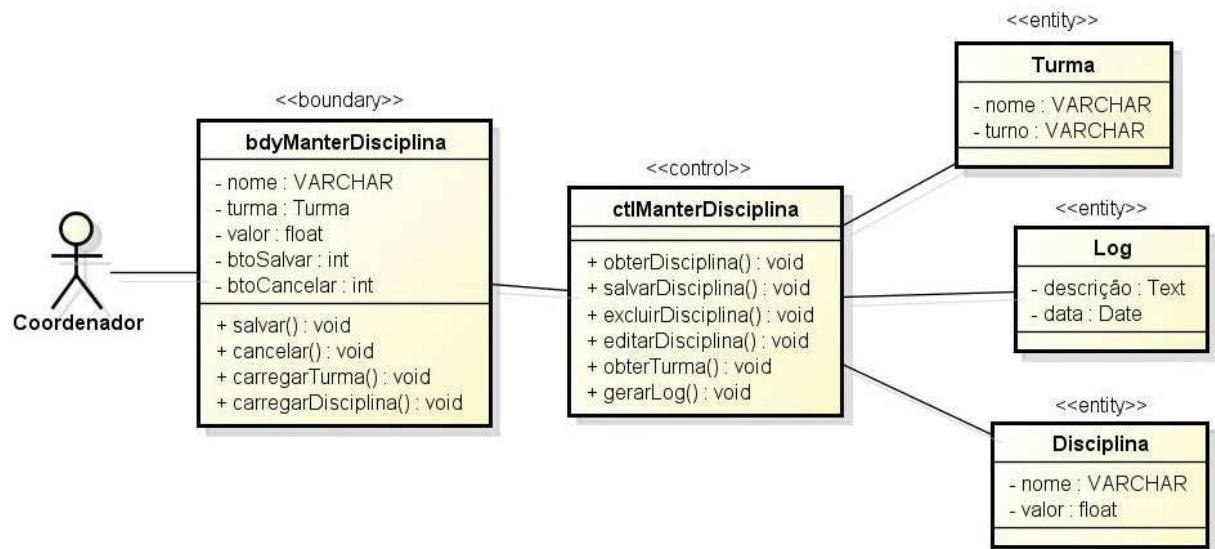 <<boundary>>
bdyManterDisciplina
- nome : VARCHAR
- turma : Turma
- valor : float
- btoSalvar : int
- btoCancelar : int
+ salvar() : void
+ cancelar() : void
+ carregarTurma() : void
+ carregarDisciplina() : void
Coordenador
<<control>>
ctlManterDisciplina
+ obterDisciplina() : void
+ salvarDisciplina() : void
+ excluirDisciplina() : void
+ editarDisciplina() : void
+ obterTurma() : void
+ gerarLog() : void
<<entity>>
Turma
- nome : VARCHAR
- turno : VARCHAR
<<entity>>
Log
- descrição : Text
- data : Date
<<entity>>
Disciplina
- nome : VARCHAR
- valor : float